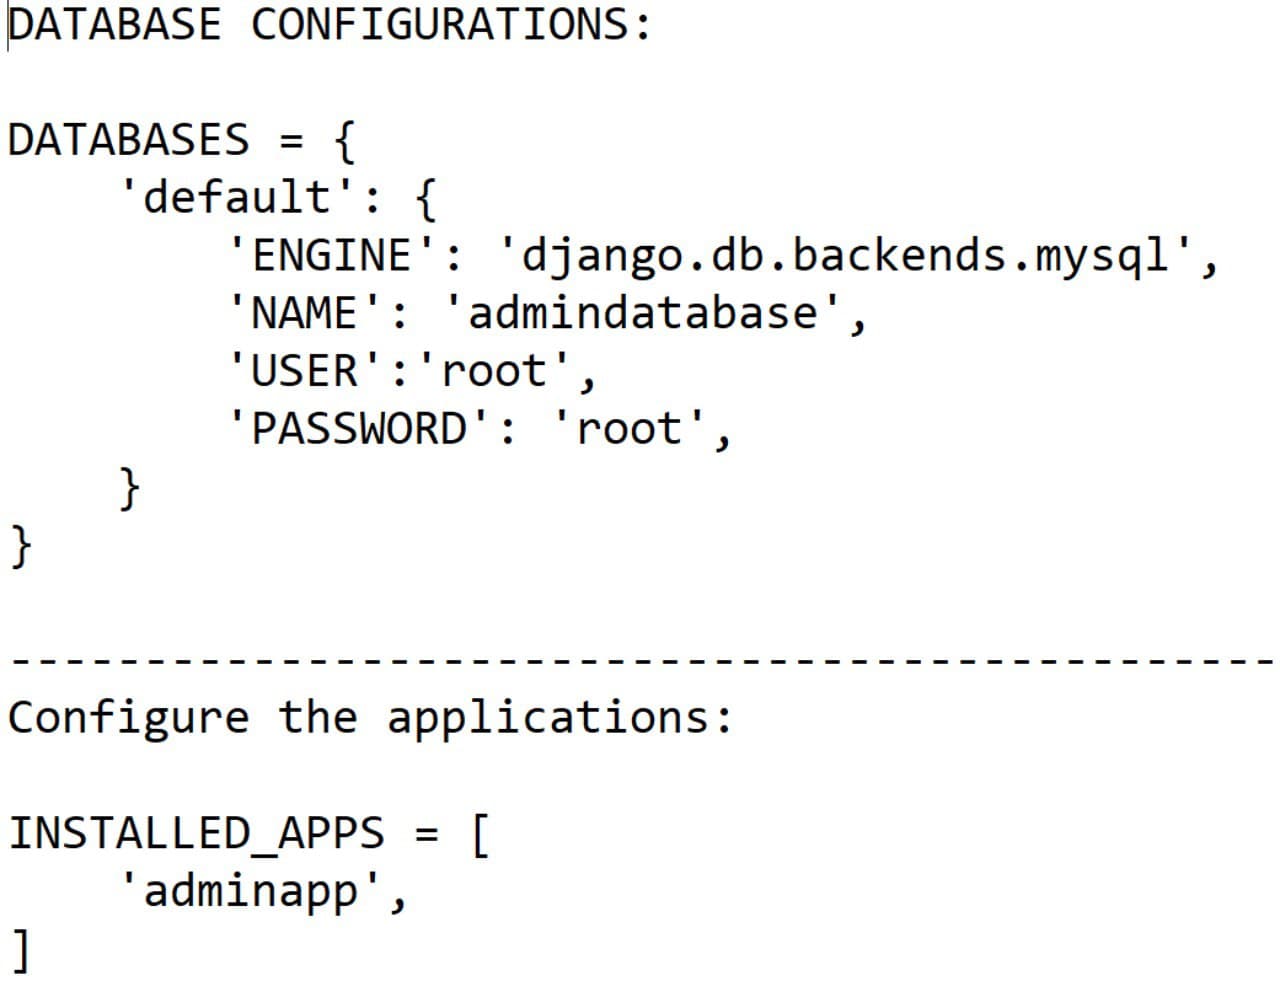 DATABASE CONFIGURATIONS:
DATABASES = {
    'default': {
        'ENGINE': 'django.db.backends.mysql',
        'NAME': 'admindatabase',
        'USER':'root',
        'PASSWORD': 'root',
    }
}
-----------------------------------------------
Configure the applications:
INSTALLED_APPS = [
    'adminapp',
]